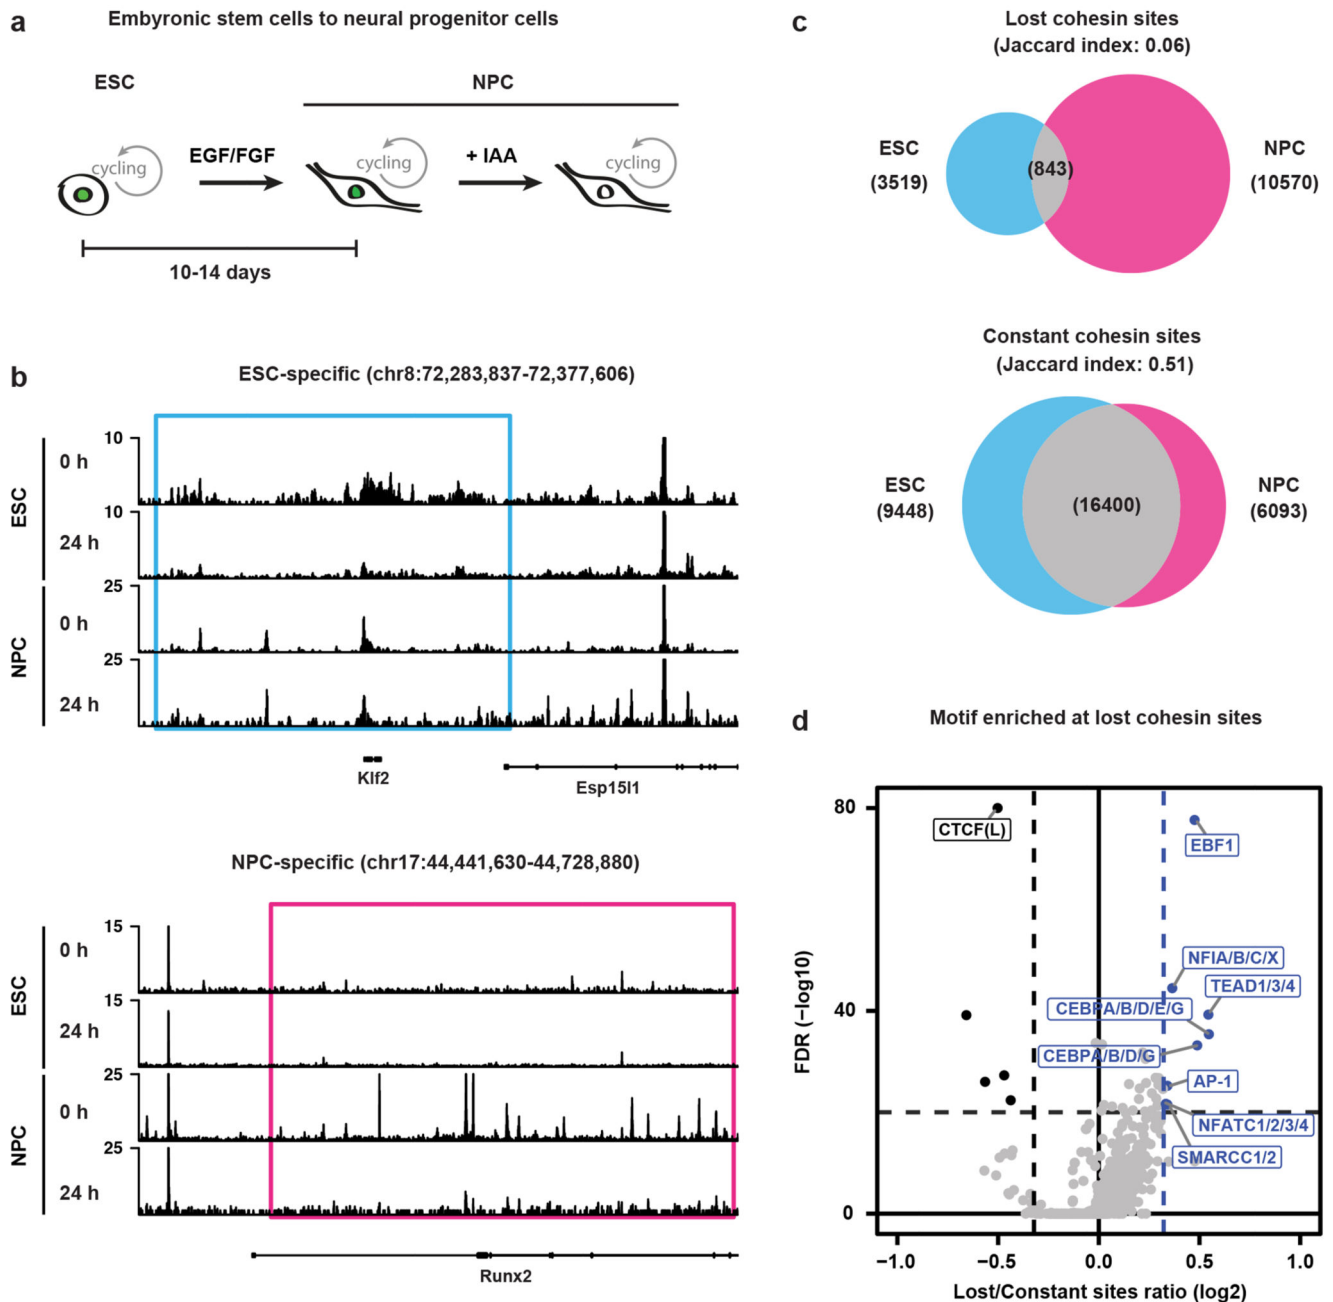 a
Embyronic stem cells to neural progenitor cells
ESC
NPC
cycling
EGF/FGF
cycling
+ IAA
cycling
10-14 days
b
ESC-specific (chr8:72,283,837-72,377,606)
ESC
0 h
10
24 h
10
NPC
0 h
25
24 h
25
Klf2
Esp15l1
NPC-specific (chr17:44,441,630-44,728,880)
ESC
0 h
15
24 h
15
NPC
0 h
25
24 h
25
Runx2
c
Lost cohesin sites
(Jaccard index: 0.06)
ESC
(3519)
(843)
NPC
(10570)
Constant cohesin sites
(Jaccard index: 0.51)
ESC
(9448)
(16400)
NPC
(6093)
d
Motif enriched at lost cohesin sites
FDR (−log10)
80
40
0
CTCF(L)
EBF1
NFIA/B/C/X
TEAD1/3/4
CEBPA/B/D/E/G
CEBPA/B/D/G
AP-1
NFATC1/2/3/4
SMARCC1/2
−1.0
−0.5
0.0
0.5
1.0
Lost/Constant sites ratio (log2)